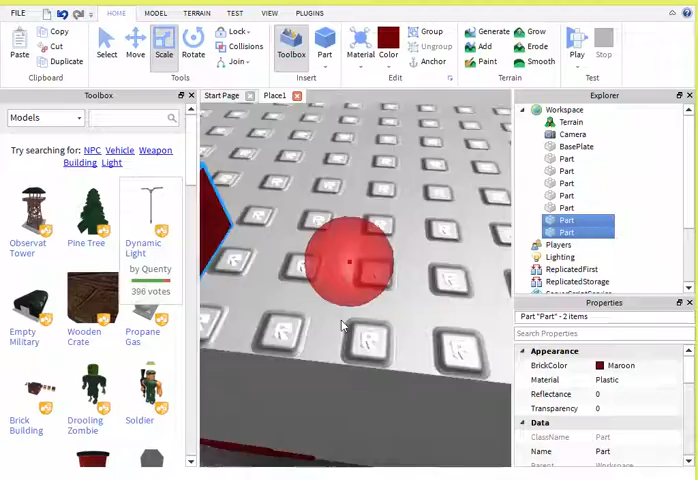 FILE HOME MODEL TERRAIN TEST VIEW PLUGINS
Paste Copy Cut Duplicate Clipboard
Select Move Scale Rotate Lock Collisions Join Tools
Toolbox Part Insert
Material Color Group Ungroup Anchor Edit
Generate Add Paint Grow Erode Smooth Terrain
Play Stop Test
Toolbox
Models
Try searching for: NPC Vehicle Weapon
Building Light
Observat
Tower
Pine Tree
Dynamic
Light
by Quenty
396 votes
Empty
Military
Wooden
Crate
Propane
Gas
Brick
Building
Drooling
Zombie
Soldier
Start Page Place1
Explorer
Workspace
Terrain
Camera
BasePlate
Part
Part
Part
Part
Part
Part
Part
Players
Lighting
ReplicatedFirst
ReplicatedStorage
Properties
Part "Part" - 2 items
Search Properties
Appearance
BrickColor Maroon
Material Plastic
Reflectance 0
Transparency 0
Data
ClassName Part
Name Part
Parent Workspace